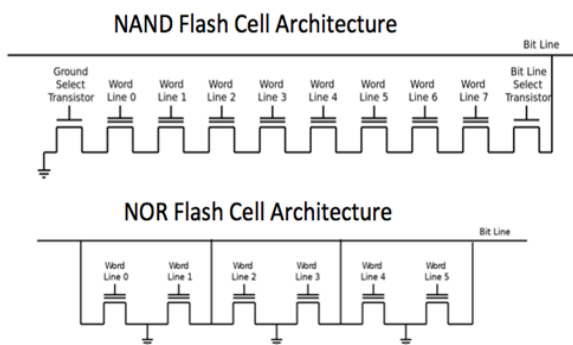 NAND Flash Cell Architecture
Bit Line
Ground Select Transistor
Word Line 0
Word Line 1
Word Line 2
Word Line 3
Word Line 4
Word Line 5
Word Line 6
Word Line 7
Bit Line Select Transistor
NOR Flash Cell Architecture
Bit Line
Word Line 0
Word Line 1
Word Line 2
Word Line 3
Word Line 4
Word Line 5